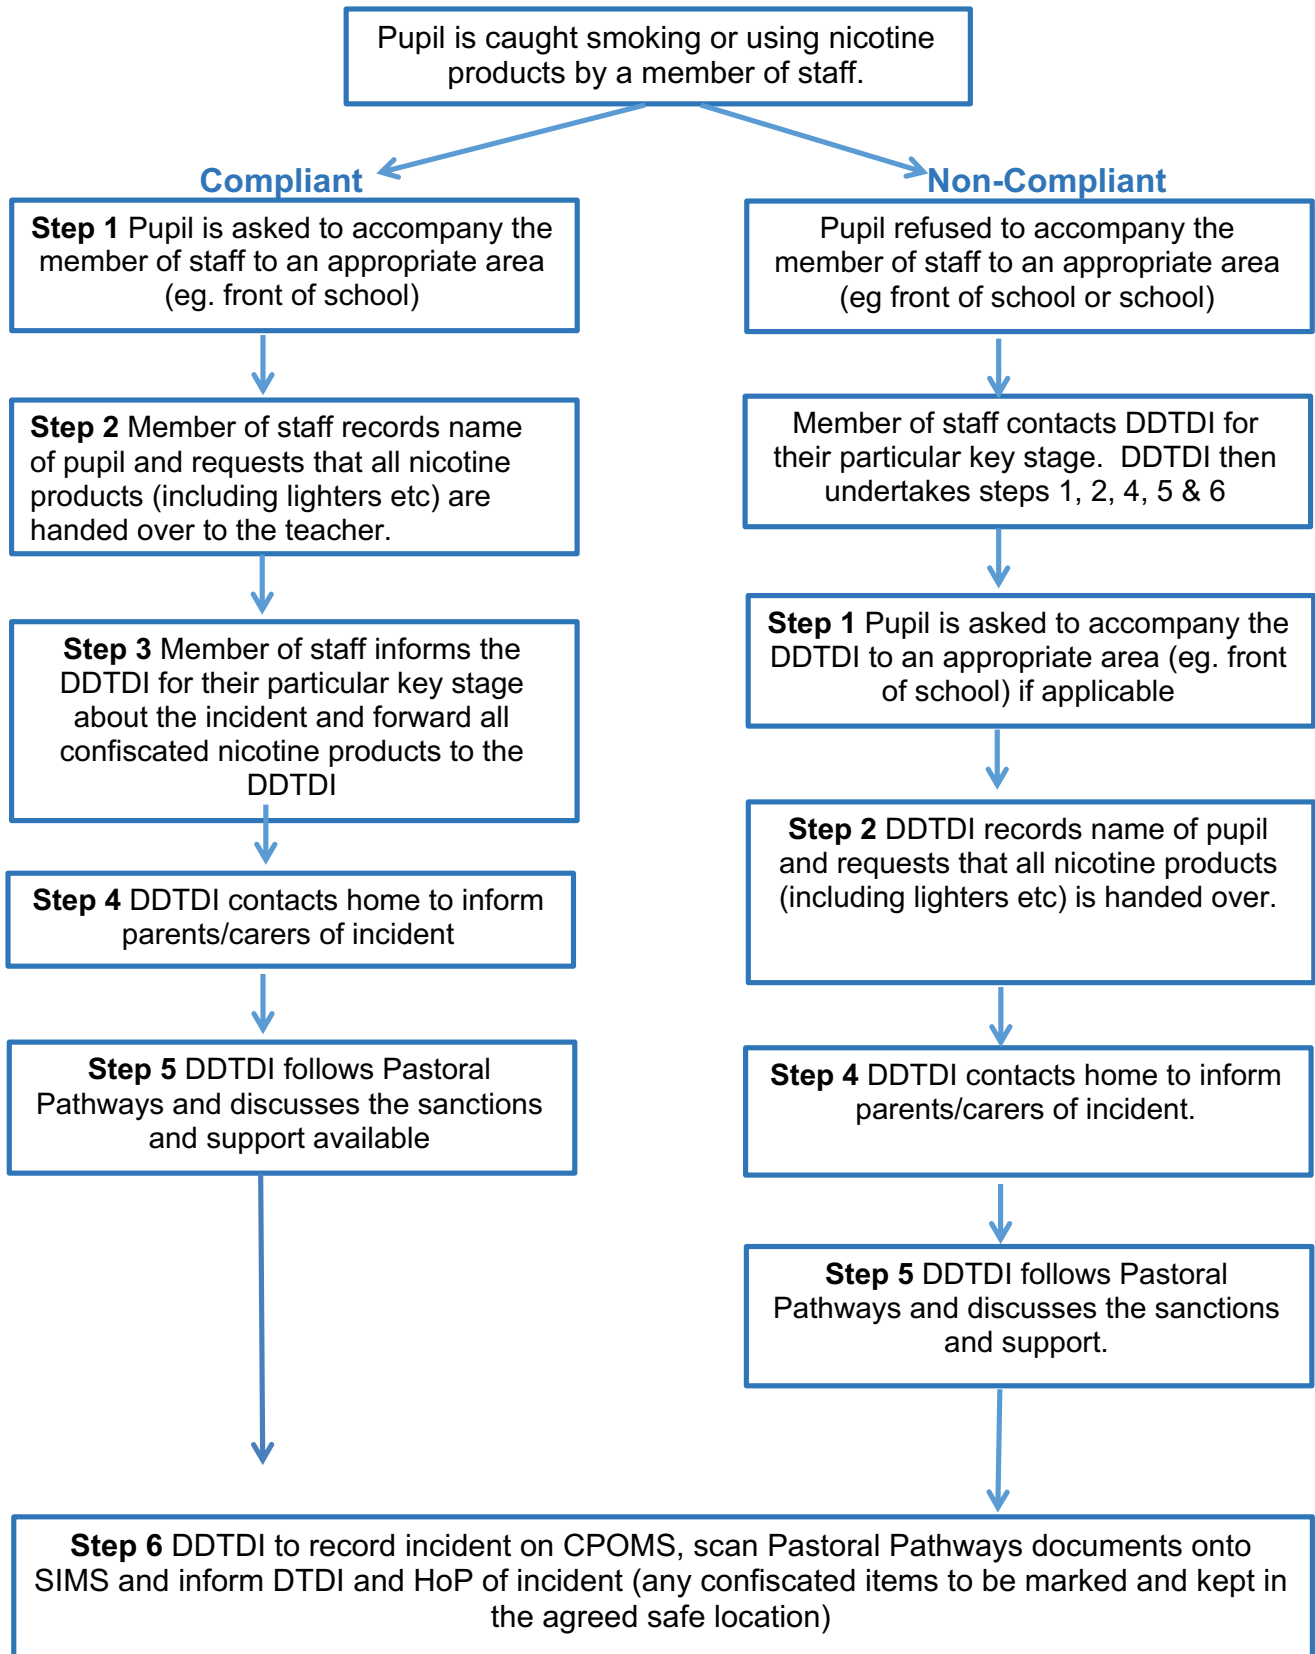 Pupil is caught smoking or using nicotine
products by a member of staff.
Compliant
Step 1 Pupil is asked to accompany the
member of staff to an appropriate area
(eg. front of school)
Step 2 Member of staff records name
of pupil and requests that all nicotine
products (including lighters etc) are
handed over to the teacher.
Step 3 Member of staff informs the
DDTDI for their particular key stage
about the incident and forward all
confiscated nicotine products to the
DDTDI
Step 4 DDTDI contacts home to inform
parents/carers of incident
Step 5 DDTDI follows Pastoral
Pathways and discusses the sanctions
and support available
Non-Compliant
Pupil refused to accompany the
member of staff to an appropriate area
(eg front of school or school)
Member of staff contacts DDTDI for
their particular key stage.  DDTDI then
undertakes steps 1, 2, 4, 5 & 6
Step 1 Pupil is asked to accompany the
DDTDI to an appropriate area (eg. front
of school) if applicable
Step 2 DDTDI records name of pupil
and requests that all nicotine products
(including lighters etc) is handed over.
Step 4 DDTDI contacts home to inform
parents/carers of incident.
Step 5 DDTDI follows Pastoral
Pathways and discusses the sanctions
and support.
Step 6 DDTDI to record incident on CPOMS, scan Pastoral Pathways documents onto
SIMS and inform DTDI and HoP of incident (any confiscated items to be marked and kept in
the agreed safe location)